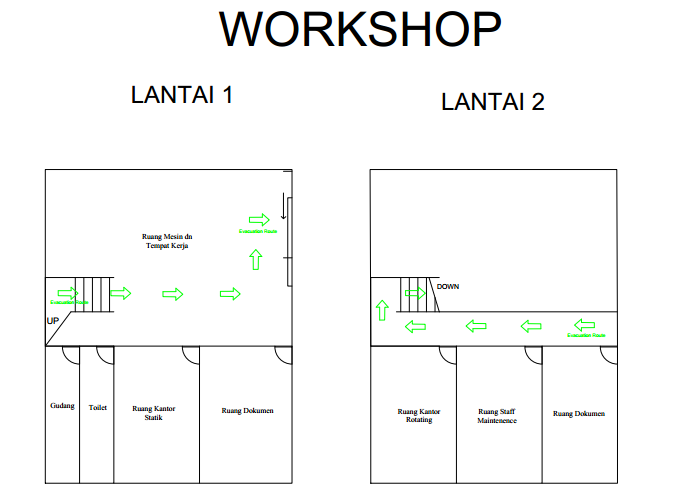 WORKSHOP
LANTAI 1
LANTAI 2
Ruang Mesin dn
Tempat Kerja
Evacuation Route
Evacuation Route
UP
Gudang
Toilet
Ruang Kantor
Statik
Ruang Dokumen
DOWN
Evacuation Route
Ruang Kantor
Rotating
Ruang Staff
Maintenence
Ruang Dokumen